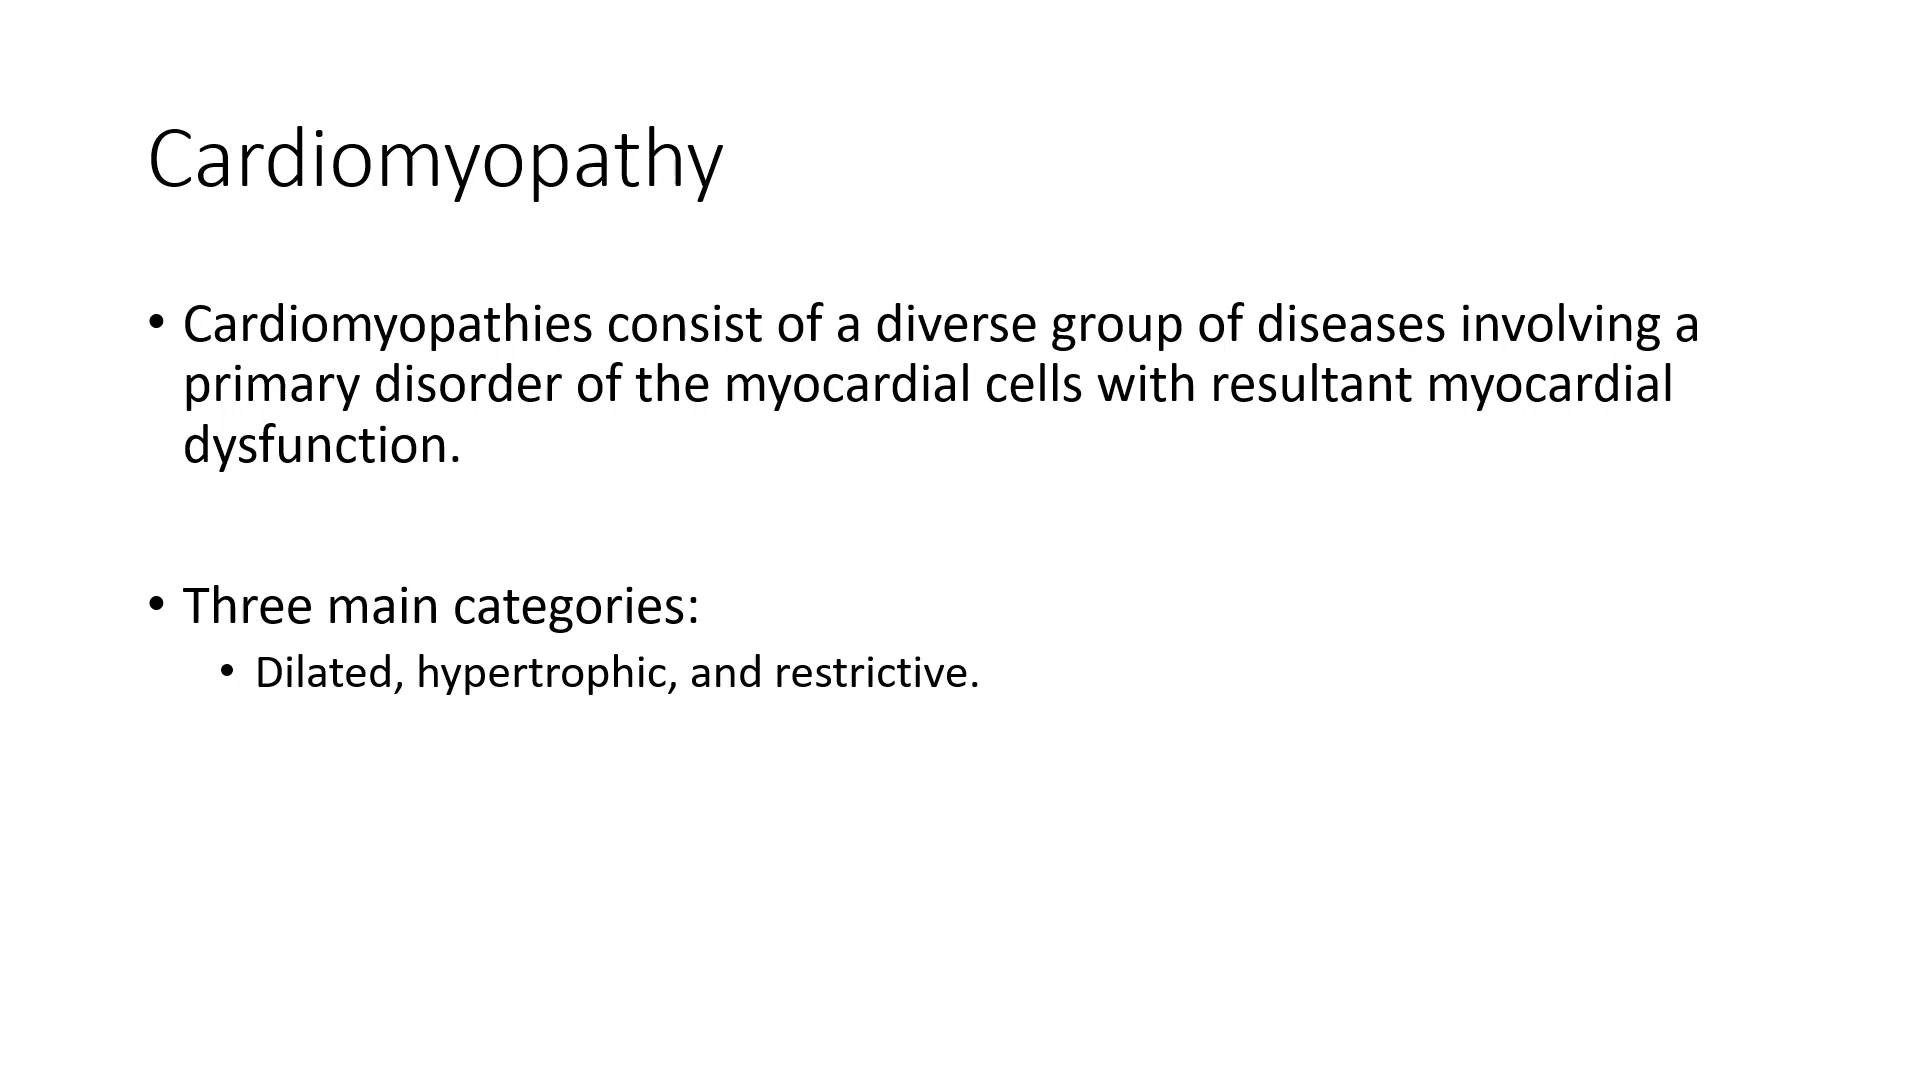 Cardiomyopathy
• Cardiomyopathies consist of a diverse group of diseases involving a
primary disorder of the myocardial cells with resultant myocardial
dysfunction.
• Three main categories:
• Dilated, hypertrophic, and restrictive.